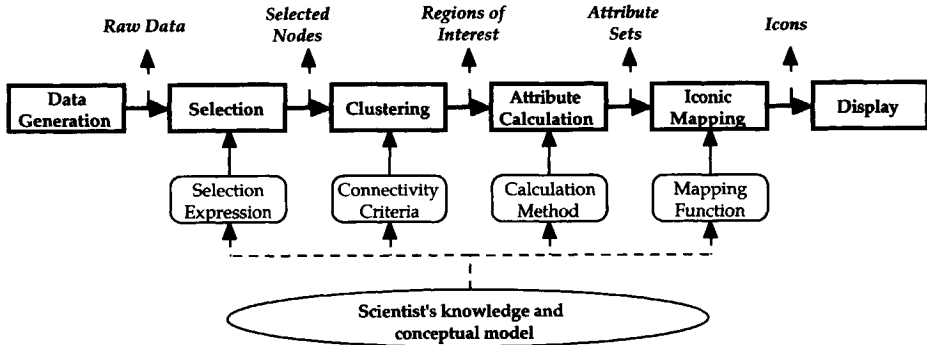 Raw Data
Selected
Nodes
Regions of
Interest
Attribute
Sets
Icons
Data
Generation
Selection
Clustering
Attribute
Calculation
Iconic
Mapping
Display
Selection
Expression
Connectivity
Criteria
Calculation
Method
Mapping
Function
Scientist's knowledge and
conceptual model